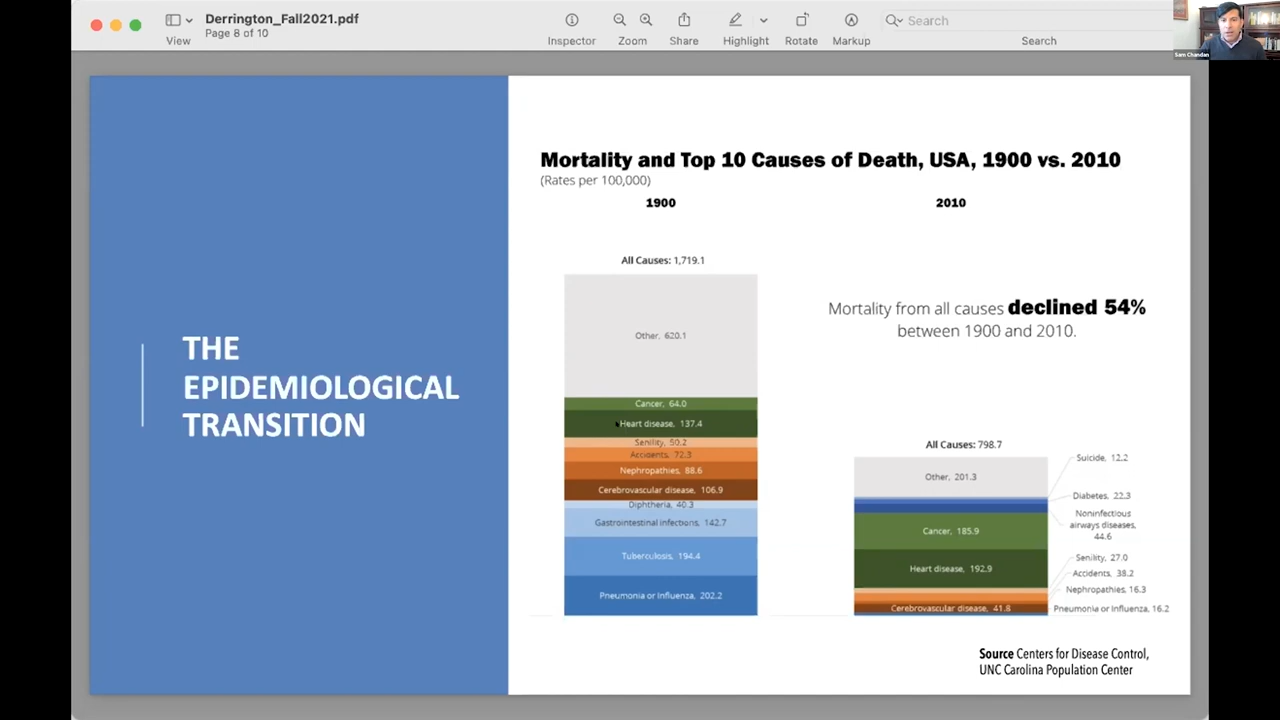 Derrington_Fall2021.pdf
Page 8 of 10
View
Inspector
Zoom
Share
Highlight
Rotate
Markup
Search
Search
Sam Chandan
THE
EPIDEMIOLOGICAL
TRANSITION
Mortality and Top 10 Causes of Death, USA, 1900 vs. 2010
(Rates per 100,000)
1900
2010
All Causes: 1,719.1
Other, 620.1
Cancer, 64.0
Heart disease, 137.4
Senility, 50.2
Accidents, 72.3
Nephropathies, 88.6
Cerebrovascular disease, 106.9
Diphtheria, 40.3
Gastrointestinal infections, 142.7
Tuberculosis, 194.4
Pneumonia or Influenza, 202.2
Mortality from all causes declined 54%
between 1900 and 2010.
All Causes: 798.7
Other, 201.3
Cancer, 185.9
Heart disease, 192.9
Cerebrovascular disease, 41.8
Suicide, 12.2
Diabetes, 22.3
Noninfectious
airways diseases,
44.6
Senility, 27.0
Accidents, 38.2
Nephropathies, 16.3
Pneumonia or Influenza, 16.2
Source Centers for Disease Control,
UNC Carolina Population Center